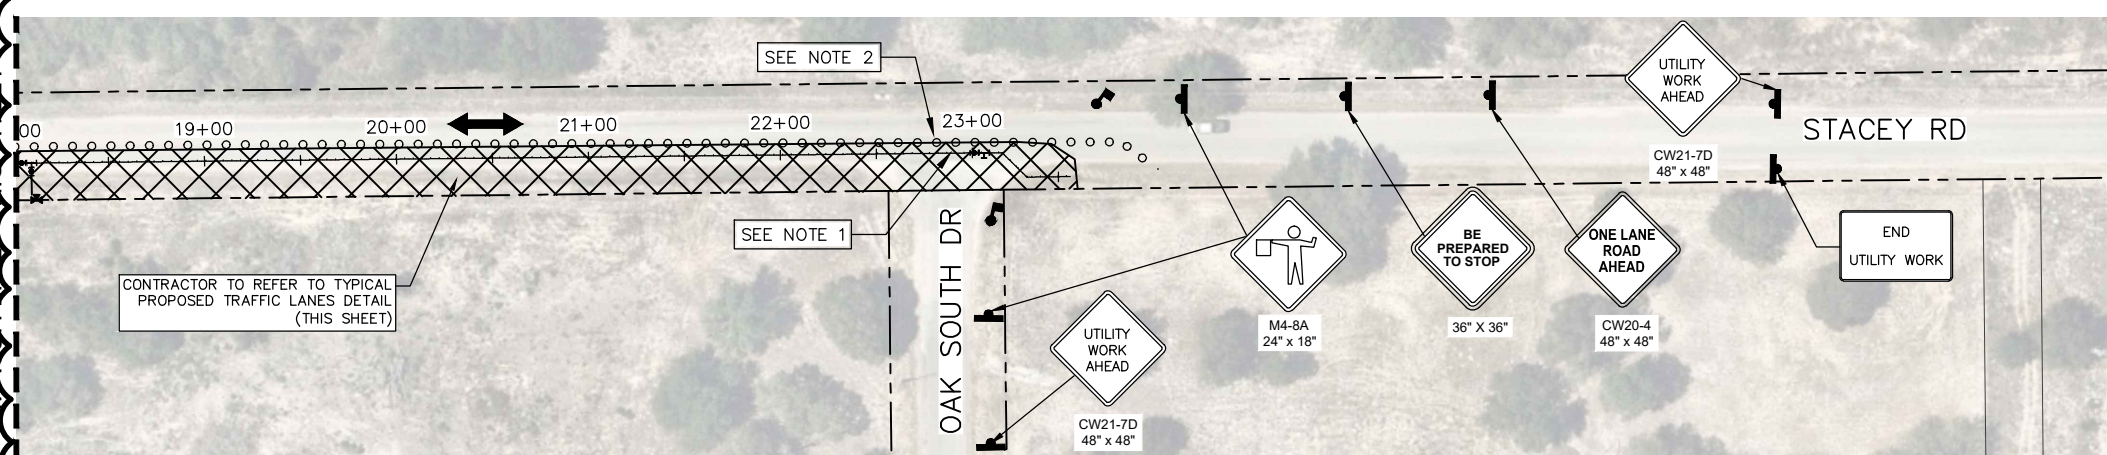 SEE NOTE 2
UTILITY
WORK
AHEAD
00
19+00
20+00
21+00
22+00
23+00
STACEY RD
CW21-7D
48" x 48"
SEE NOTE 1
OAK SOUTH DR
CONTRACTOR TO REFER TO TYPICAL
PROPOSED TRAFFIC LANES DETAIL
(THIS SHEET)
UTILITY
WORK
AHEAD
CW21-7D
48" x 48"
M4-8A
24" x 18"
BE
PREPARED
TO STOP
36" X 36"
ONE LANE
ROAD
AHEAD
CW20-4
48" x 48"
END
UTILITY WORK